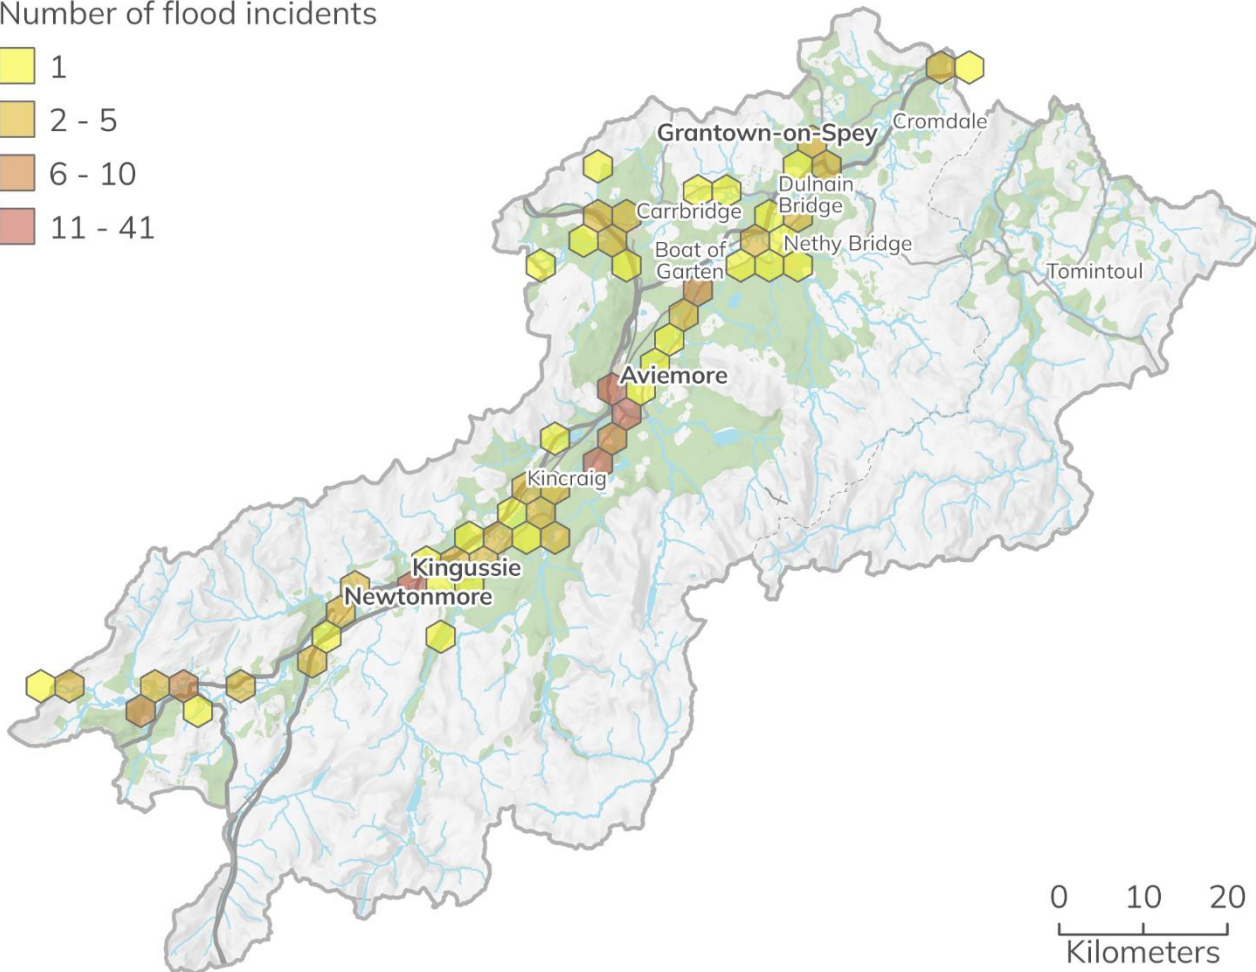 Number of flood incidents
1
2 - 5
6 - 10
11 - 41
Cromdale
Grantown-on-Spey
Dulnain
Bridge
Carrbridge
Boat of
Garten
Nethy Bridge
Tomintoul
Aviemore
Kincraig
Kingussie
Newtonmore
0 10 20
Kilometers